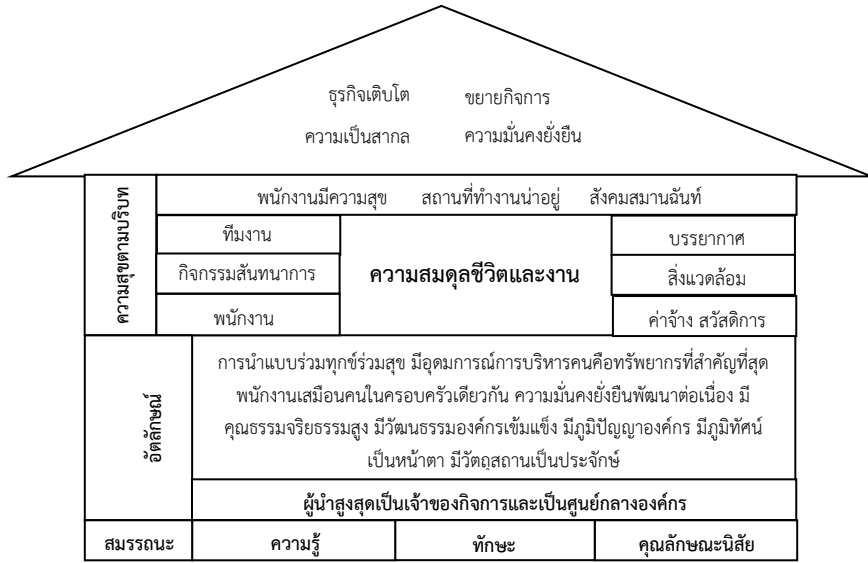 ธุรกิจเติบโต ขยายกิจการ
ความเป็นสากล ความมั่นคงยั่งยืน
ความสุขตามบริบท
พนักงานมีความสุข สถานที่ทำงานน่าอยู่ สังคมสมานฉันท์
ทีมงาน
กิจกรรมสันทนาการ
พนักงาน
ความสมดุลชีวิตและงาน
บรรยากาศ
สิ่งแวดล้อม
ค่าจ้าง สวัสดิการ
อัตลักษณ์
การนำแบบร่วมทุกข์ร่วมสุข มีอุดมการณ์การบริหารคนคือทรัพยากรที่สำคัญที่สุด
พนักงานเสมือนคนในครอบครัวเดียวกัน ความมั่นคงยั่งยืนพัฒนาต่อเนื่อง มี
คุณธรรมจริยธรรมสูง มีวัฒนธรรมองค์กรเข้มแข็ง มีภูมิปัญญาองค์กร มีภูมิทัศน์
เป็นหน้าตา มีวัตถุสถานเป็นประจักษ์
ผู้นำสูงสุดเป็นเจ้าของกิจการและเป็นศูนย์กลางองค์กร
สมรรถนะ ความรู้ ทักษะ คุณลักษณะนิสัย